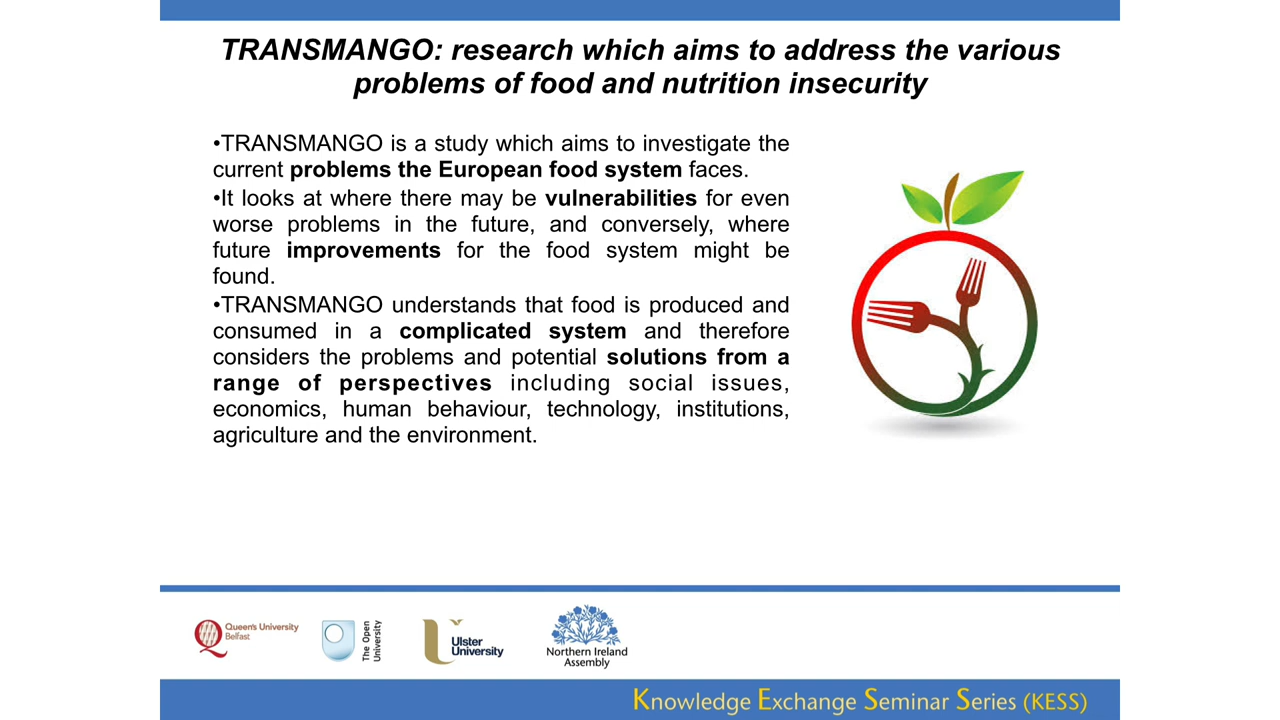 TRANSMANGO: research which aims to address the various
problems of food and nutrition insecurity
•TRANSMANGO is a study which aims to investigate the
current problems the European food system faces.
•It looks at where there may be vulnerabilities for even
worse problems in the future, and conversely, where
future improvements for the food system might be
found.
•TRANSMANGO understands that food is produced and
consumed in a complicated system and therefore
considers the problems and potential solutions from a
range of perspectives including social issues,
economics, human behaviour, technology, institutions,
agriculture and the environment.
Queen's University
Belfast
The Open
University
Ulster
University
Northern Ireland
Assembly
Knowledge Exchange Seminar Series (KESS)